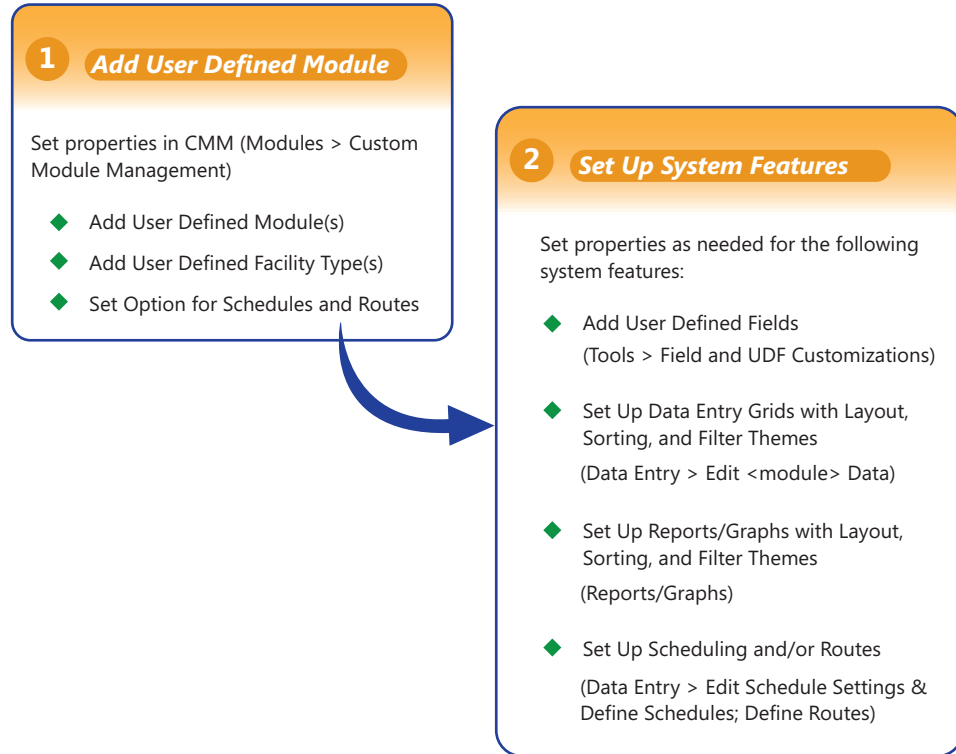 1
Add User Defined Module
Set properties in CMM (Modules > Custom
Module Management)
Add User Defined Module(s)
Add User Defined Facility Type(s)
Set Option for Schedules and Routes
2
Set Up System Features
Set properties as needed for the following
system features:
Add User Defined Fields
(Tools > Field and UDF Customizations)
Set Up Data Entry Grids with Layout,
Sorting, and Filter Themes
(Data Entry > Edit <module> Data)
Set Up Reports/Graphs with Layout,
Sorting, and Filter Themes
(Reports/Graphs)
Set Up Scheduling and/or Routes
(Data Entry > Edit Schedule Settings &
Define Schedules; Define Routes)